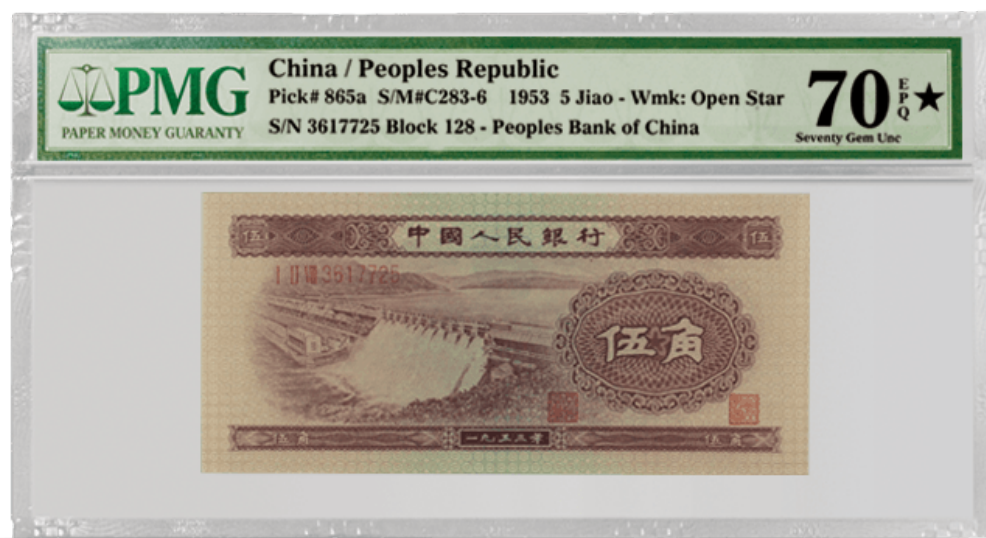 PMG
PAPER MONEY GUARANTY
China / Peoples Republic
Pick# 865a S/M#C283-6 1953 5 Jiao - Wmk: Open Star
S/N 3617725 Block 128 - Peoples Bank of China
70 EPQ★
Seventy Gem Unc
伍 中國人民銀行 伍
I II VIII 3617725
伍角
伍角 一九五三年 伍角